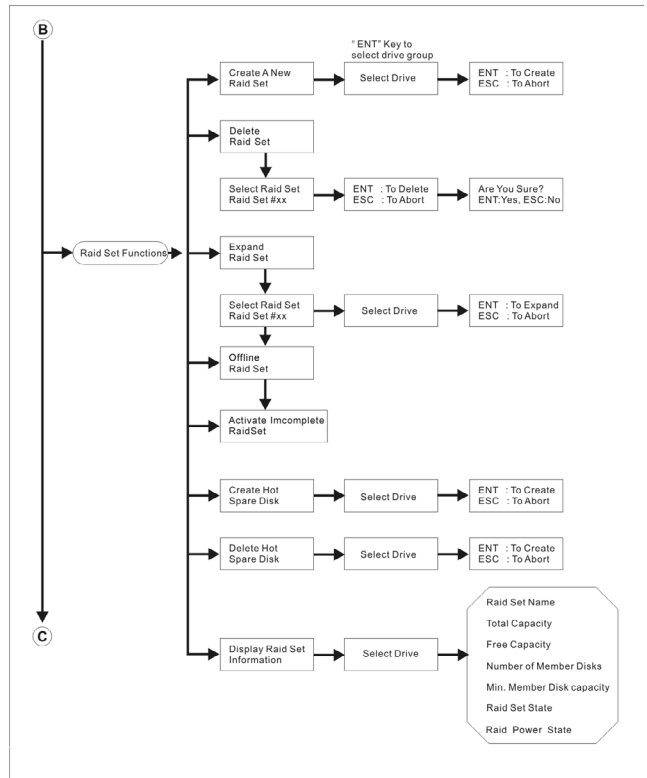 B
" ENT" Key to
select drive group
Create A New
Raid Set
Select Drive
ENT : To Create
ESC : To Abort
Delete
Raid Set
Select Raid Set
Raid Set #xx
ENT : To Delete
ESC : To Abort
Are You Sure?
ENT:Yes, ESC:No
Raid Set Functions
Expand
Raid Set
Select Raid Set
Raid Set #xx
Select Drive
ENT : To Expand
ESC : To Abort
Offline
Raid Set
Activate Imcomplete
RaidSet
Create Hot
Spare Disk
Select Drive
ENT : To Create
ESC : To Abort
Delete Hot
Spare Disk
Select Drive
ENT : To Create
ESC : To Abort
C
Display Raid Set
Information
Select Drive
Raid Set Name
Total Capacity
Free Capacity
Number of Member Disks
Min. Member Disk capacity
Raid Set State
Raid Power State